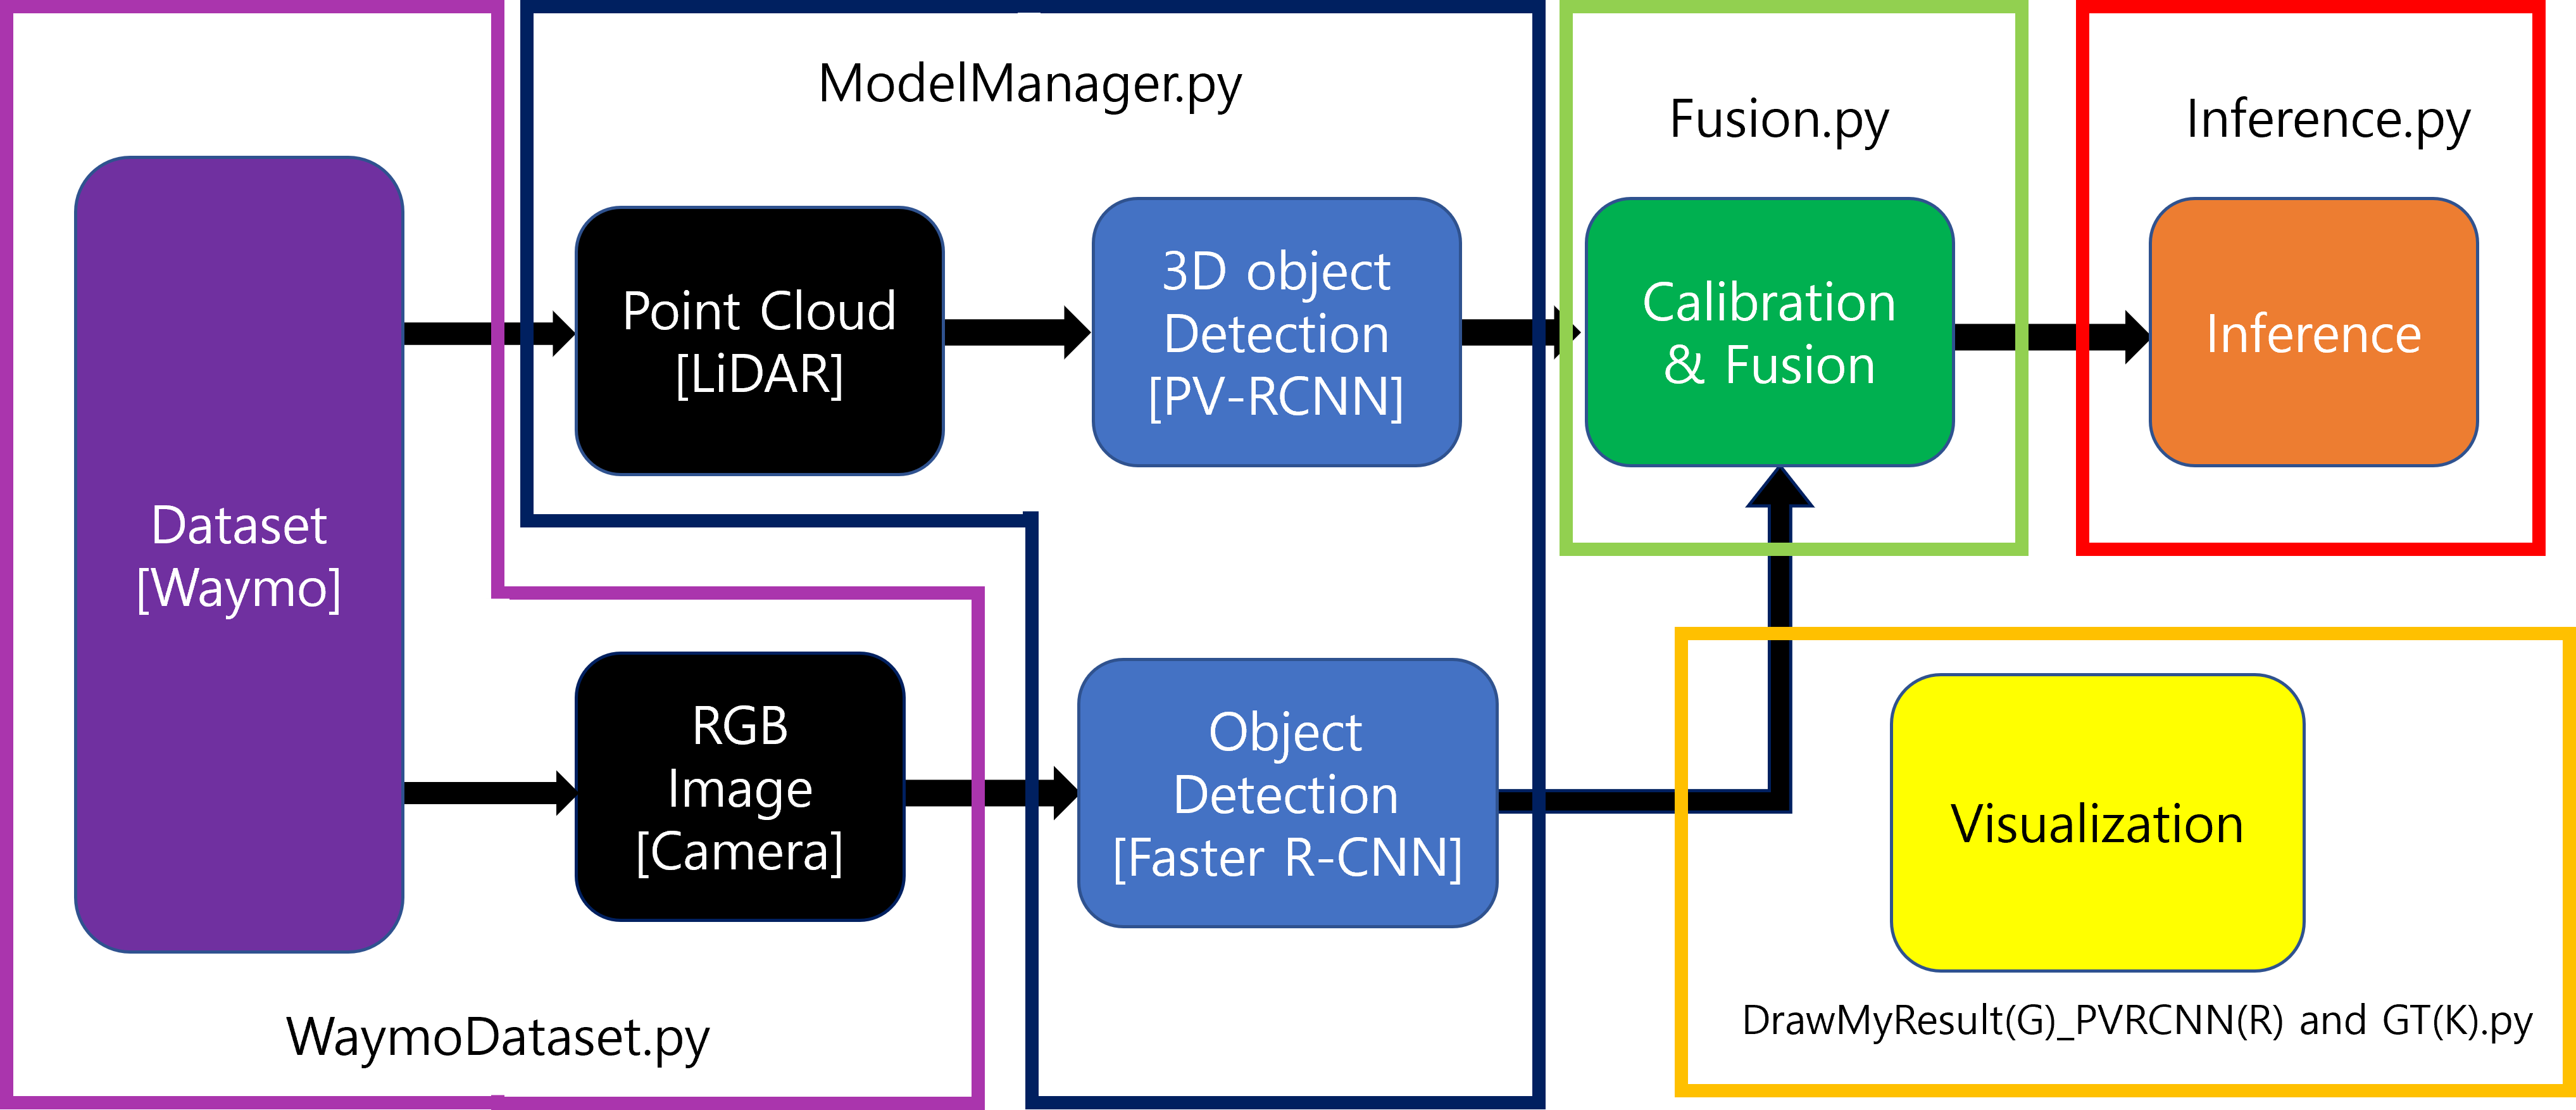 ModelManager.py
Fusion.py
Inference.py
Dataset
[Waymo]
Point Cloud
[LiDAR]
3D object
Detection
[PV-RCNN]
Calibration
& Fusion
Inference
RGB
Image
[Camera]
Object
Detection
[Faster R-CNN]
Visualization
WaymoDataset.py
DrawMyResult(G)_PVRCNN(R) and GT(K).py